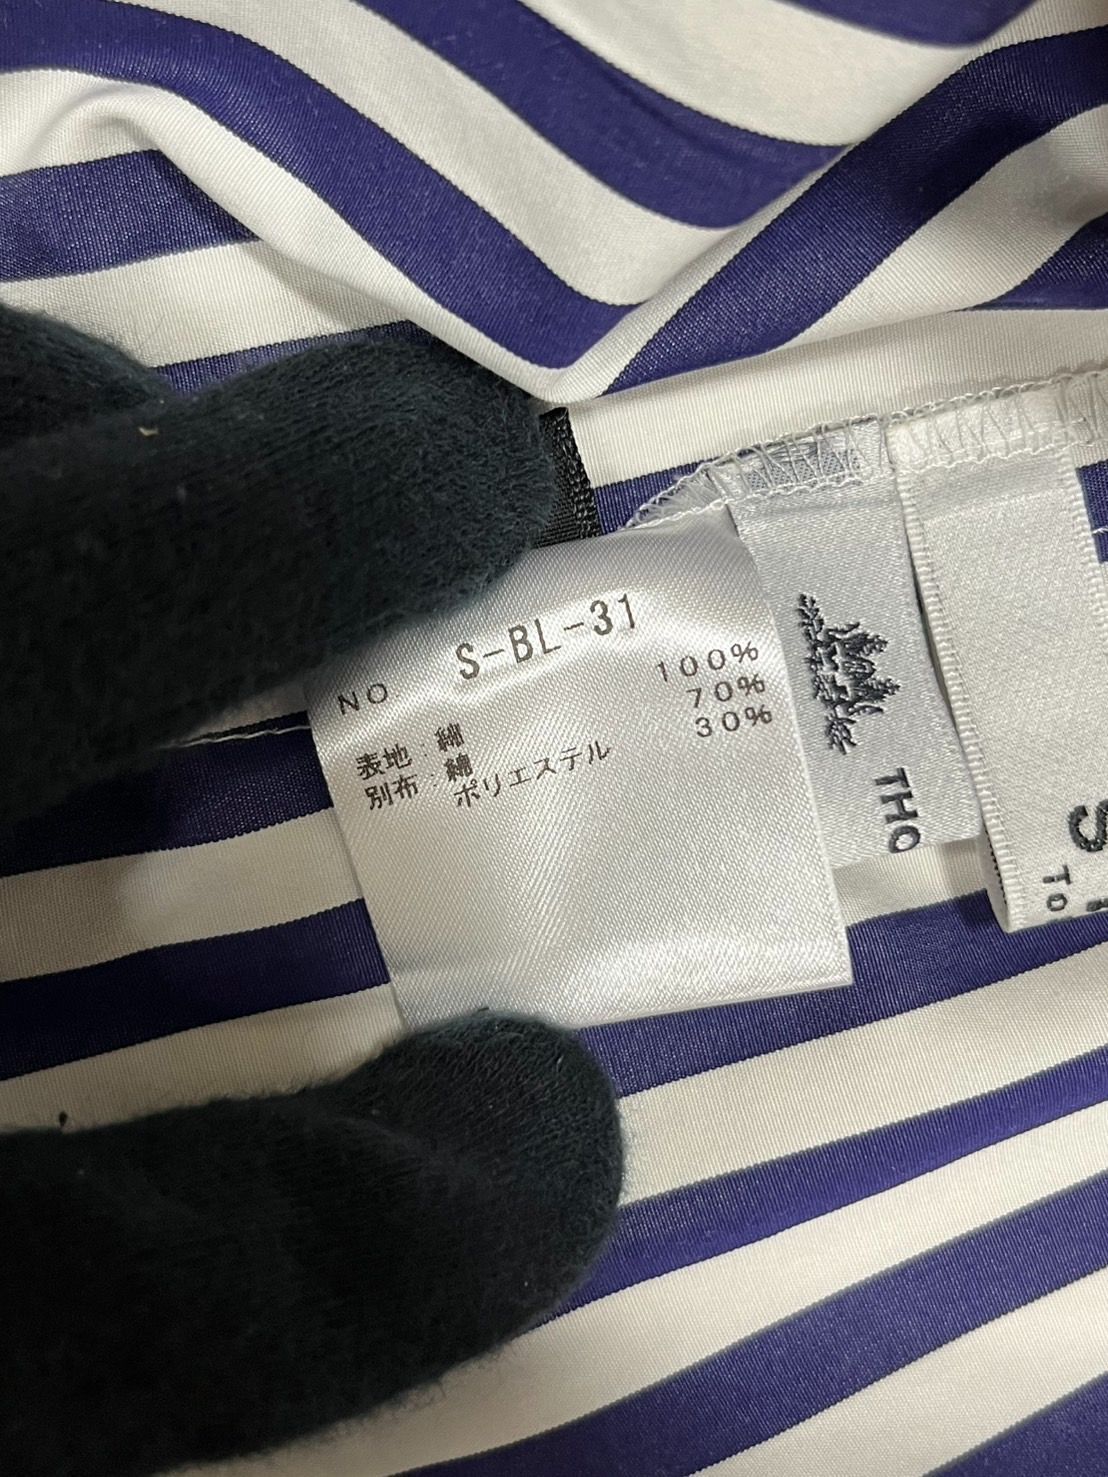 NO. S-BL-31
表地:綿 100%
別布:綿 70%
ポリエステル 30%
THO
S
TO